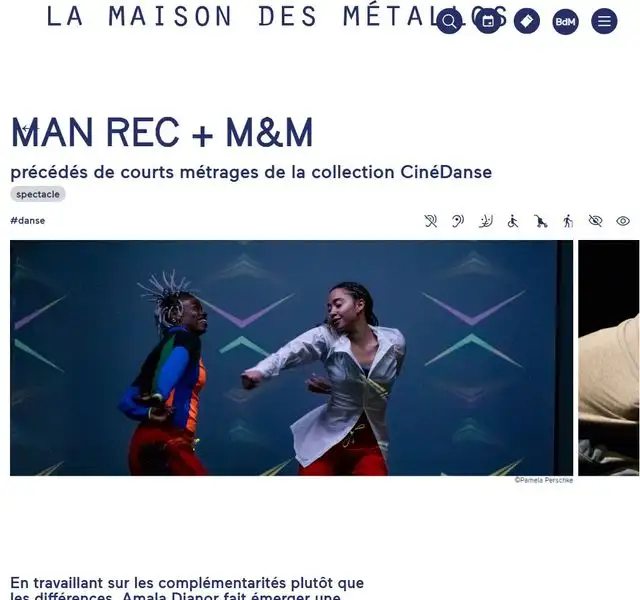 LA MAISON DES MÉTALLOS
BdM
MAN REC + M&M
précédés de courts métrages de la collection CinéDanse
spectacle
#danse
©Pamela Perschke
En travaillant sur les complémentarités plutôt que
les différences, Amala Dianor fait émerger une